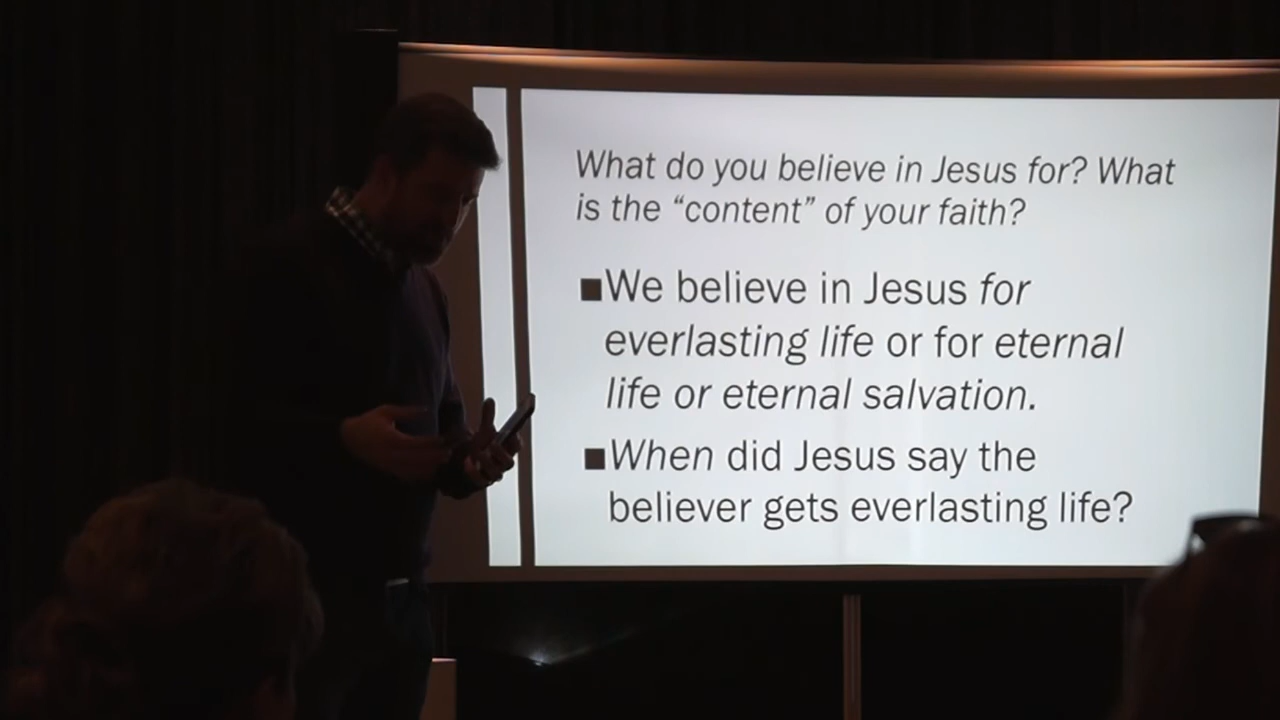 What do you believe in Jesus for? What
is the “content” of your faith?
■We believe in Jesus for
everlasting life or for eternal
life or eternal salvation.
■When did Jesus say the
believer gets everlasting life?